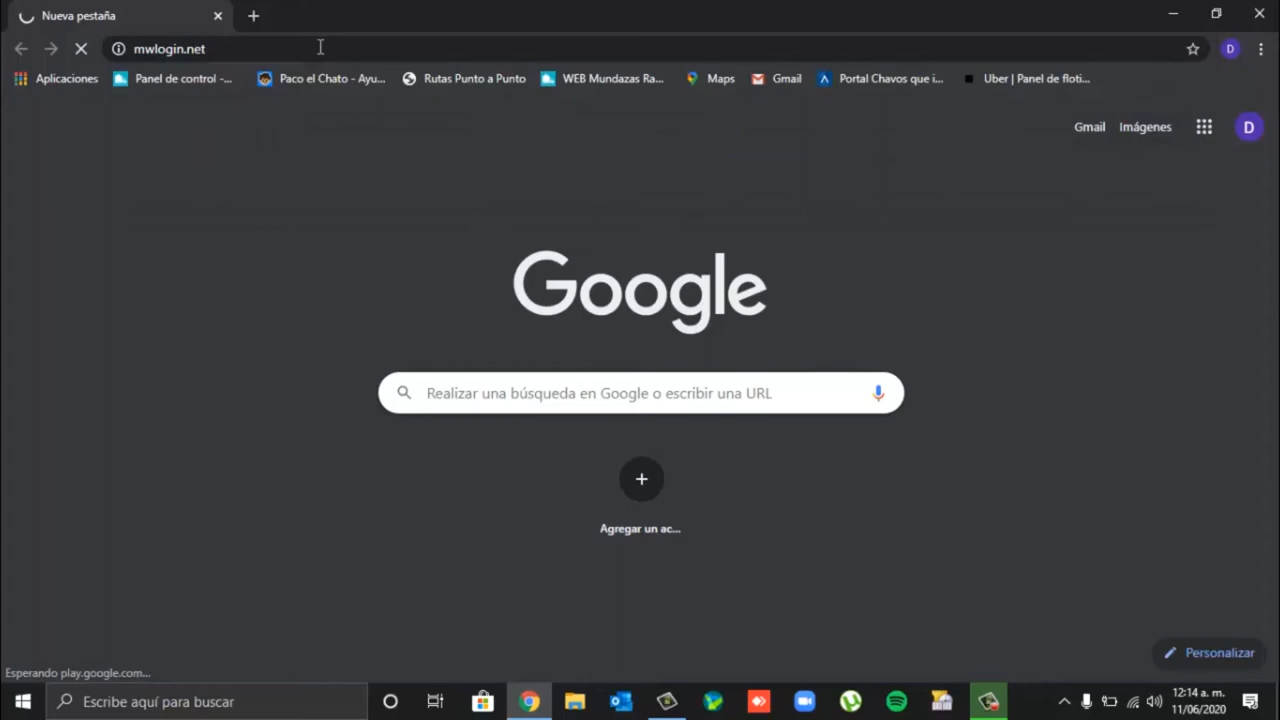 Nueva pestaña
mwlogin.net
D
Aplicaciones
Panel de control -...
Paco el Chato - Ayu...
Rutas Punto a Punto
WEB Mundazas Ra...
Maps
Gmail
Portal Chavos que i...
Uber | Panel de floti...
Gmail
Imágenes
D
Google
Realizar una búsqueda en Google o escribir una URL
Agregar un ac...
Personalizar
Esperando play.google.com...
Escribe aquí para buscar
12:14 a. m.
11/06/2020